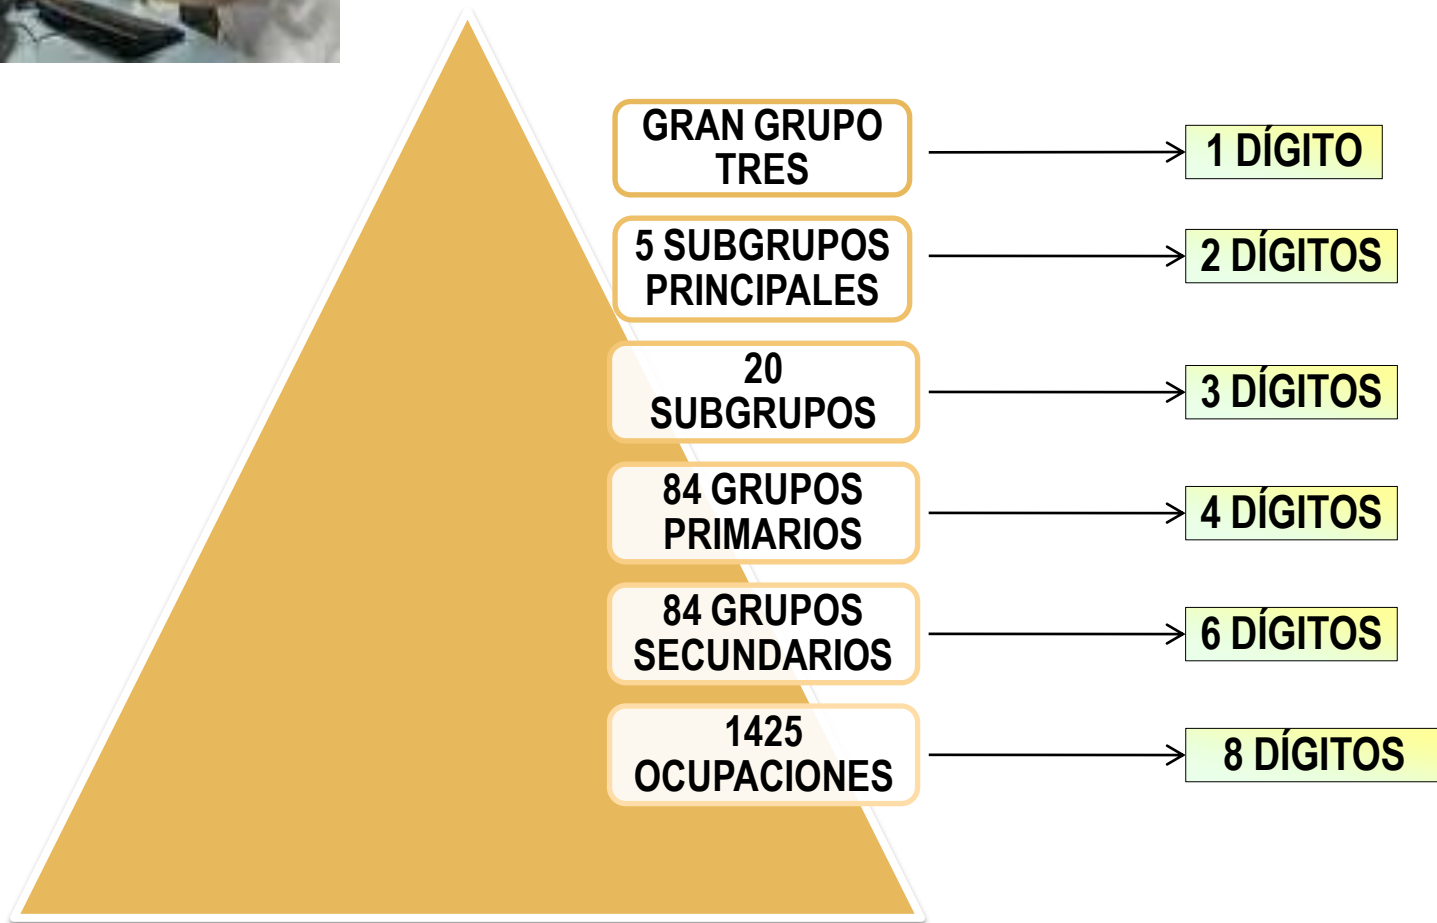 GRAN GRUPO
TRES
1 DÍGITO
5 SUBGRUPOS
PRINCIPALES
2 DÍGITOS
20
SUBGRUPOS
3 DÍGITOS
84 GRUPOS
PRIMARIOS
4 DÍGITOS
84 GRUPOS
SECUNDARIOS
6 DÍGITOS
1425
OCUPACIONES
8 DÍGITOS